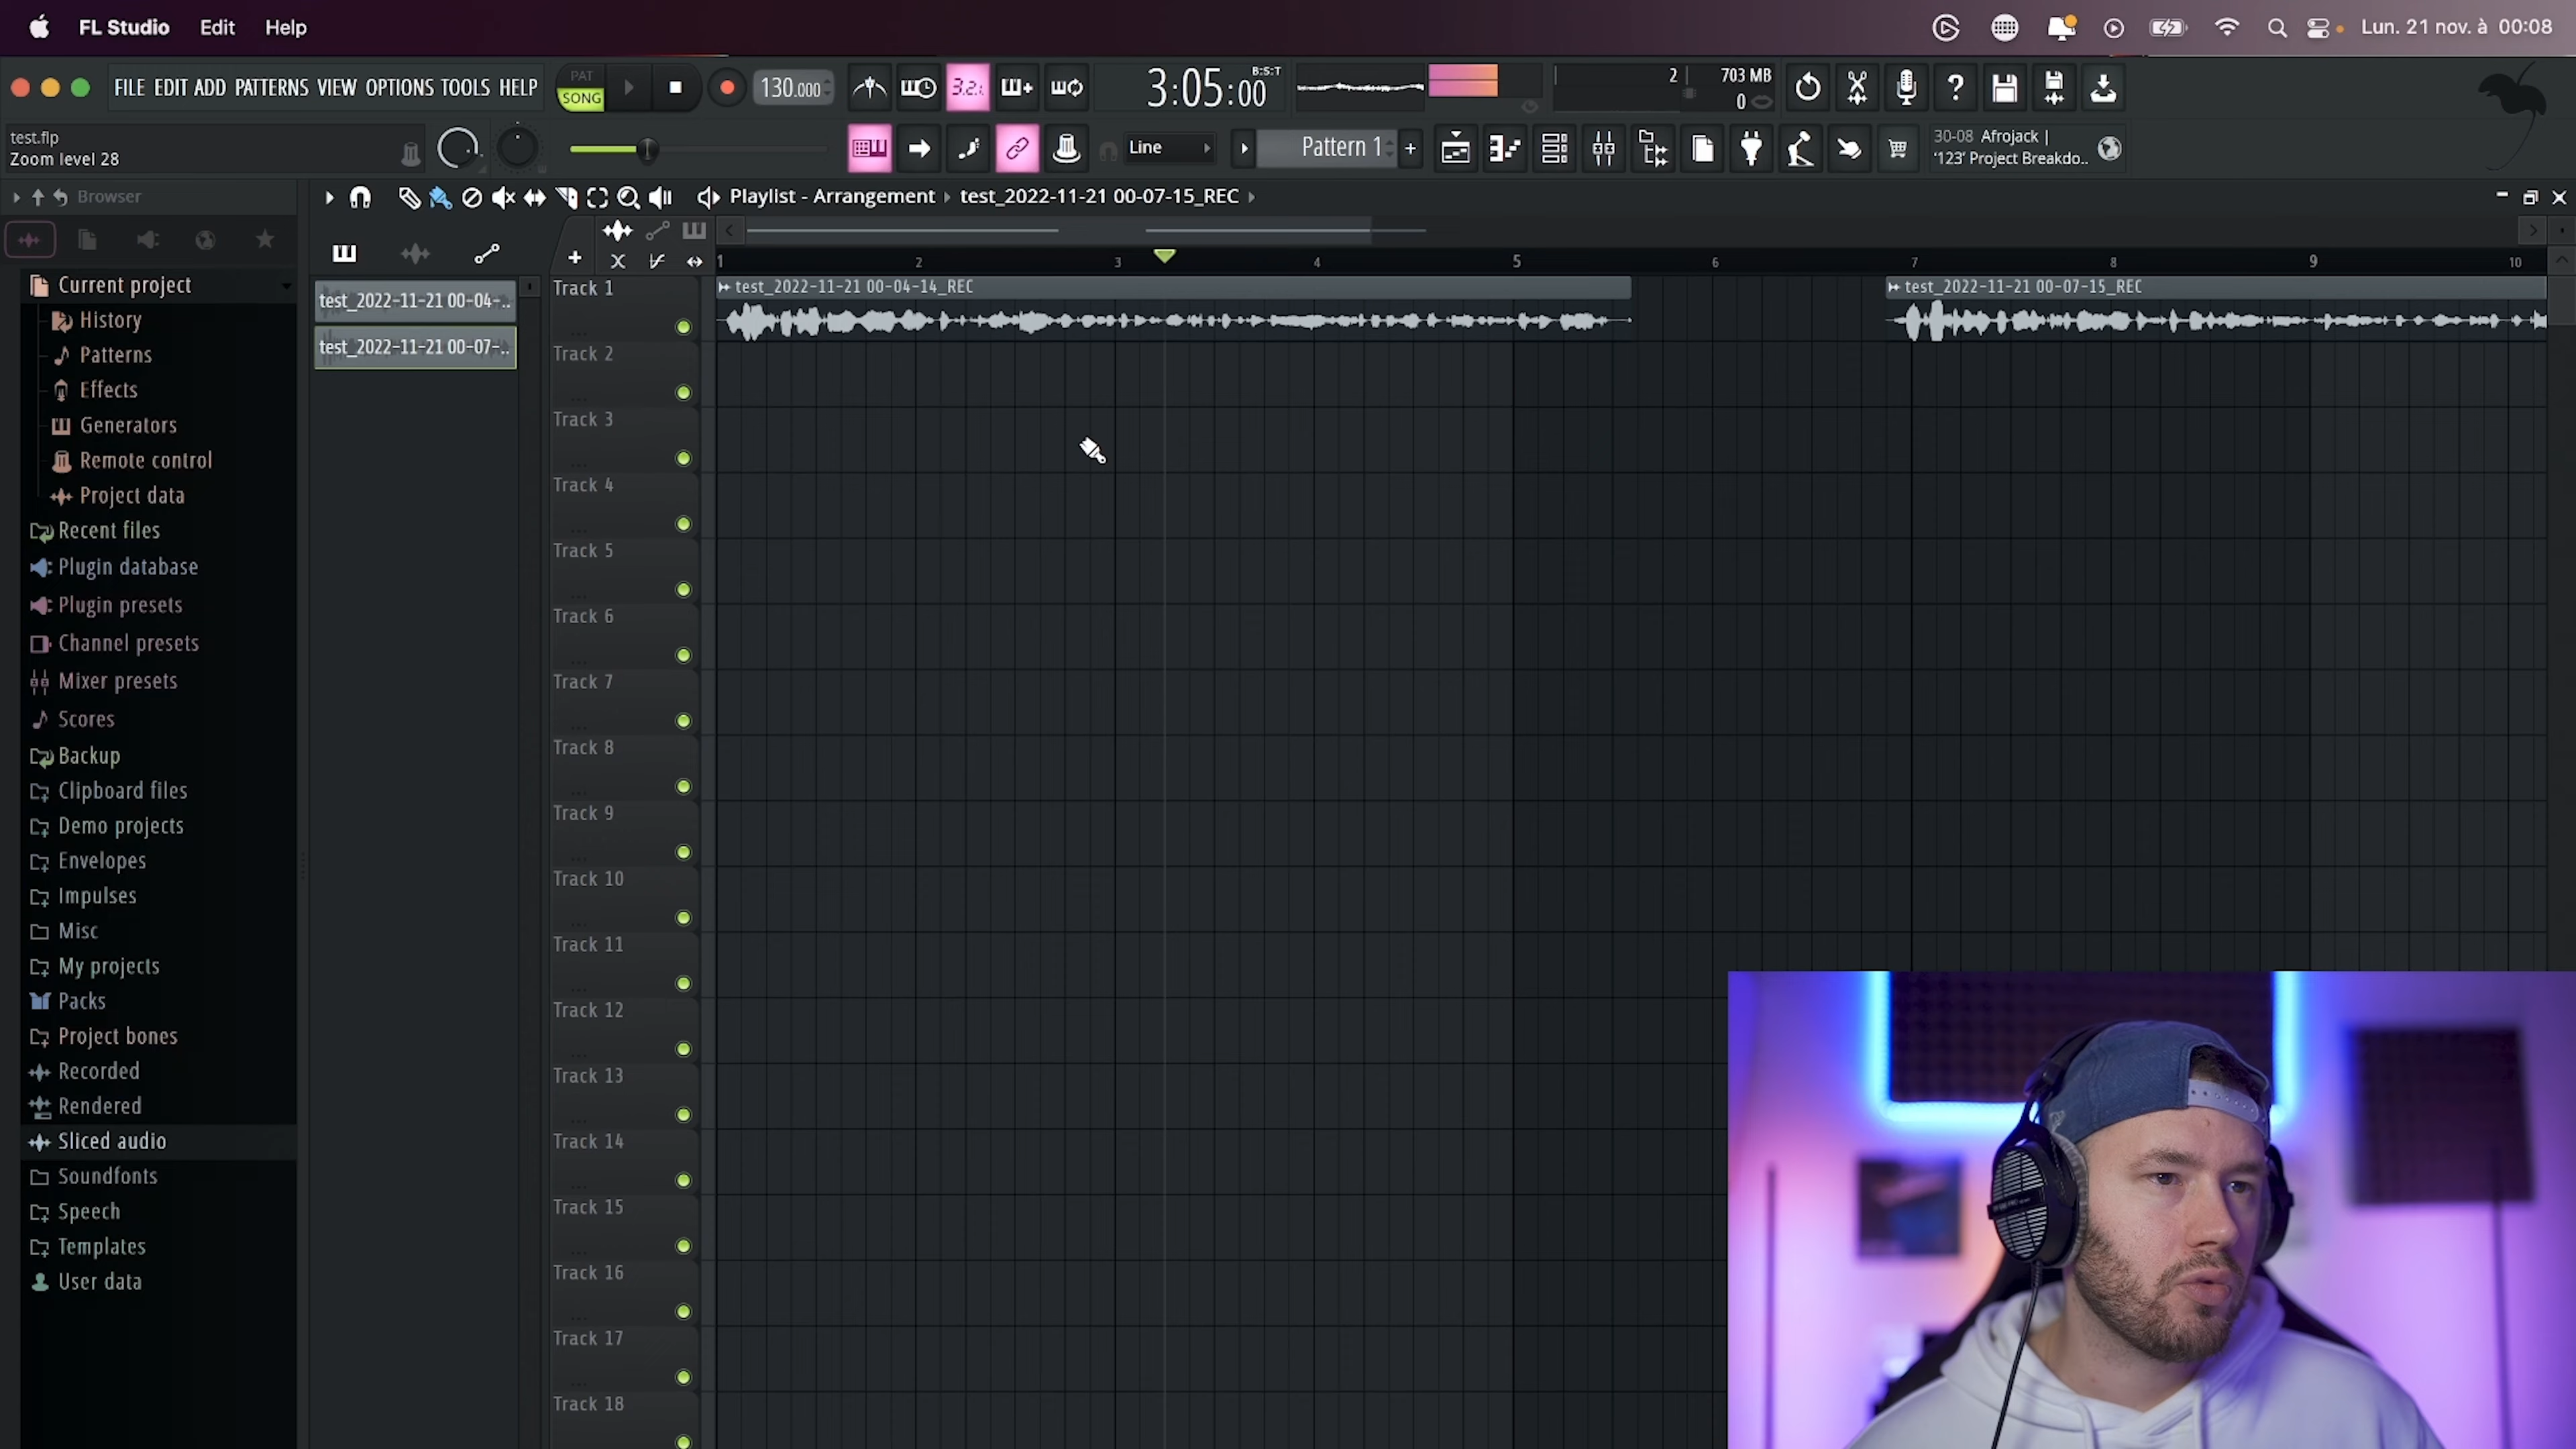 FL Studio Edit Help Lun. 21 nov. à 00:08
FILE EDIT ADD PATTERNS VIEW OPTIONS TOOLS HELP
PAT
SONG
130.000
3.2.
3:05:00
B:S:T
2
703 MB
0
test.flp
Zoom level 28
Line
Pattern 1
+
30-08 Afrojack |
'123' Project Breakdo..
Browser
Playlist - Arrangement
test_2022-11-21 00-07-15_REC
1 2 3 4 5 6 7 8 9 10
Current project
History
Patterns
Effects
Generators
Remote control
Project data
Recent files
Plugin database
Plugin presets
Channel presets
Mixer presets
Scores
Backup
Clipboard files
Demo projects
Envelopes
Impulses
Misc
My projects
Packs
Project bones
Recorded
Rendered
Sliced audio
Soundfonts
Speech
Templates
User data
test_2022-11-21 00-04-..
test_2022-11-21 00-07-..
Track 1
test_2022-11-21 00-04-14_REC
test_2022-11-21 00-07-15_REC
Track 2
Track 3
Track 4
Track 5
Track 6
Track 7
Track 8
Track 9
Track 10
Track 11
Track 12
Track 13
Track 14
Track 15
Track 16
Track 17
Track 18